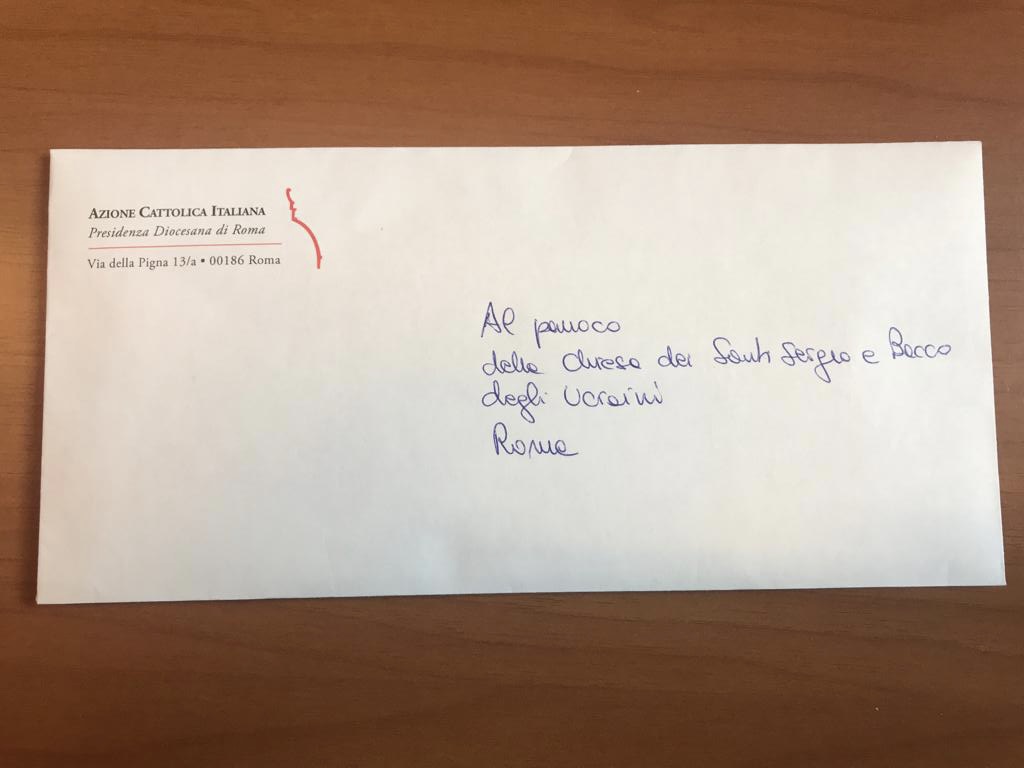 AZIONE CATTOLICA ITALIANA
Presidenza Diocesana di Roma
Via della Pigna 13/a • 00186 Roma
Al parroco
della chiesa dei Santi Sergio e Bacco
degli Ucraini
Roma